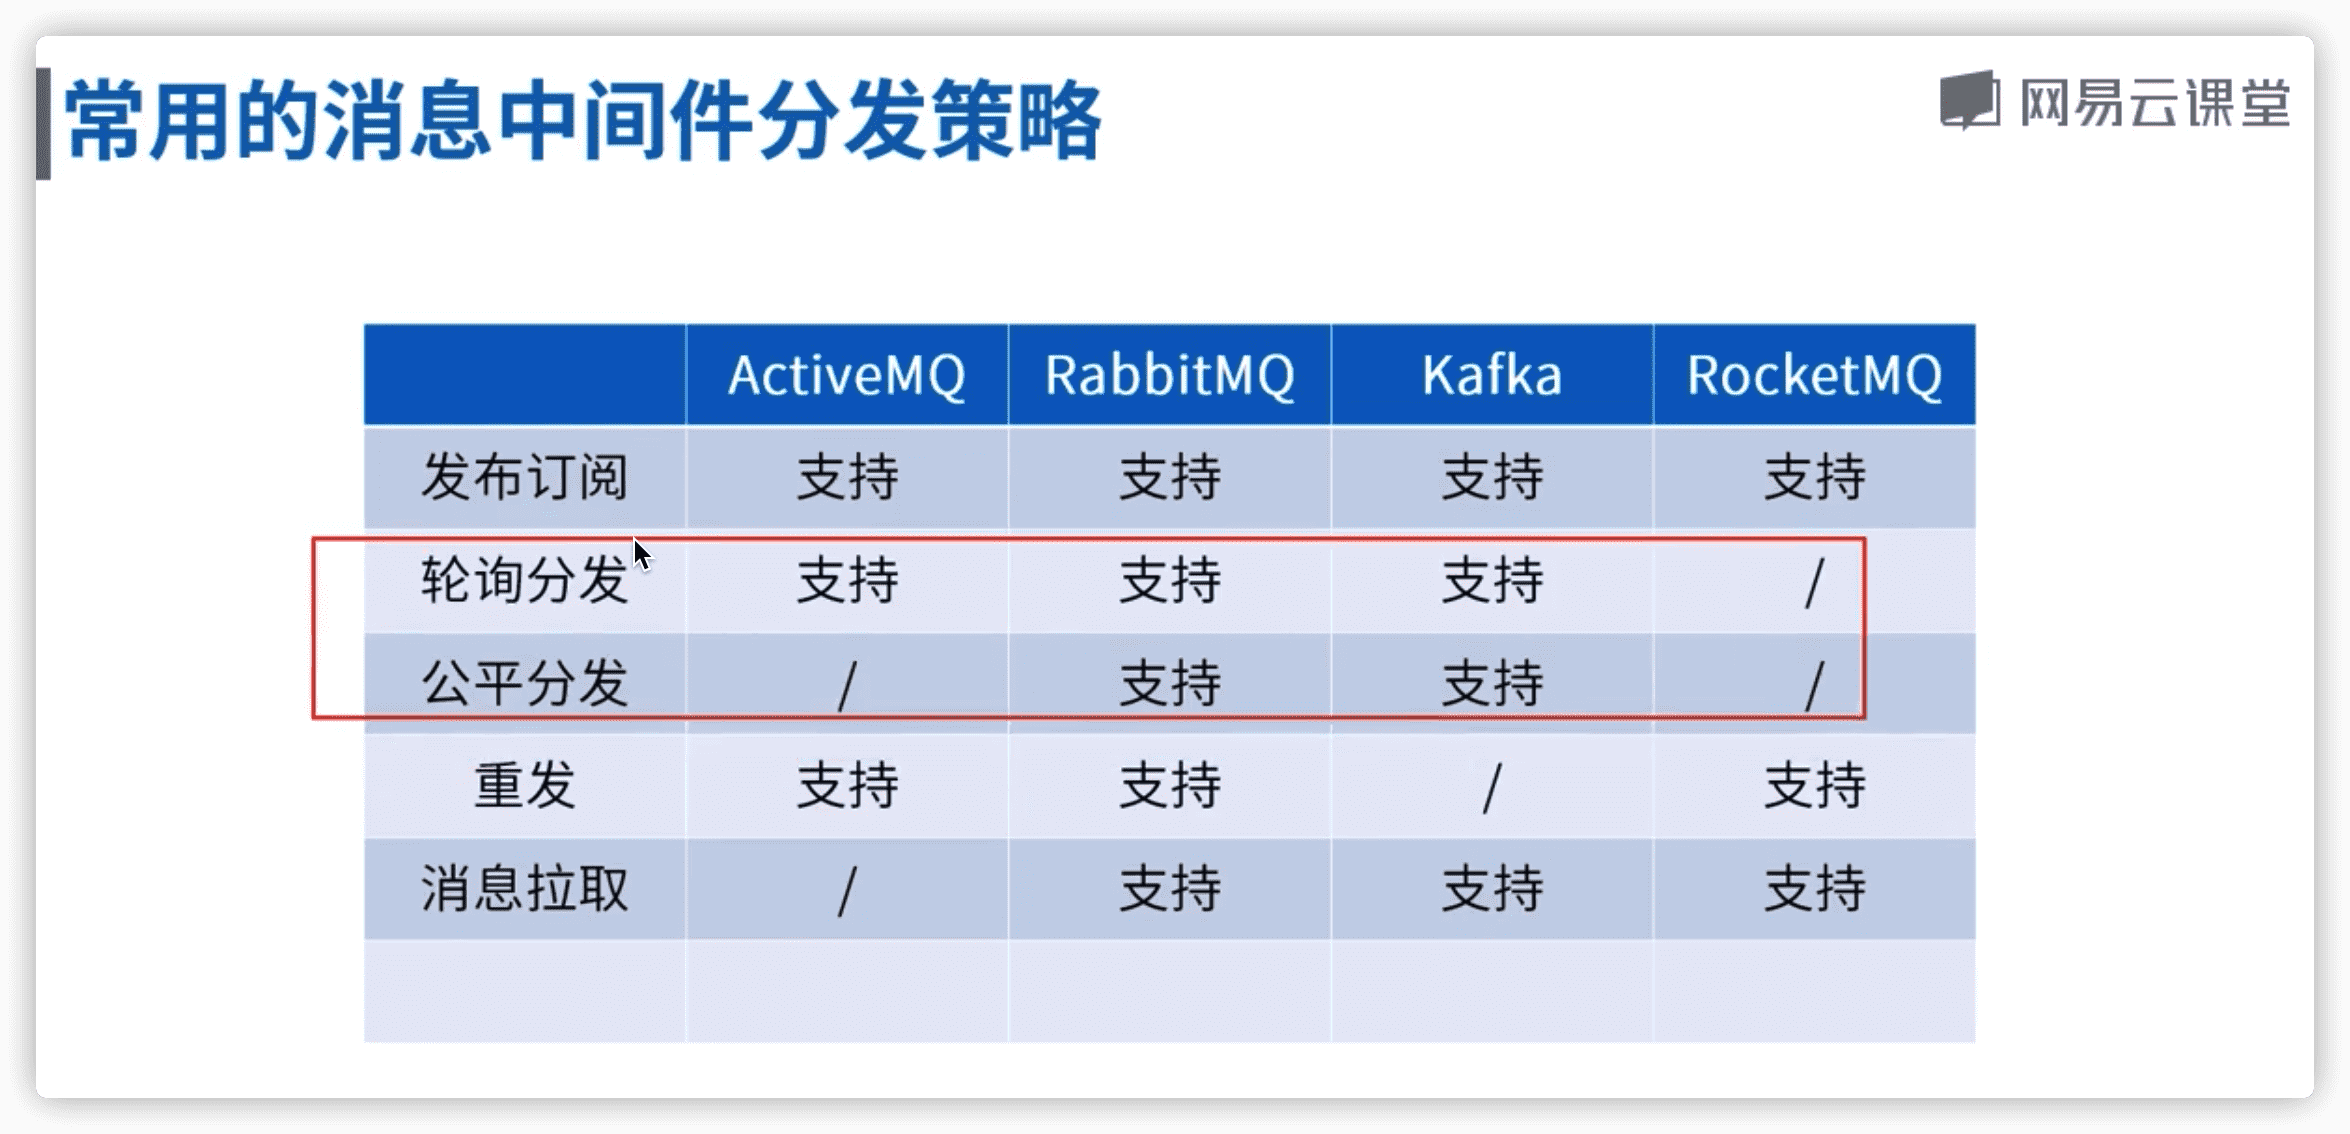 常用的消息中间件分发策略
网易云课堂
ActiveMQ RabbitMQ Kafka RocketMQ
发布订阅 支持 支持 支持 支持
轮询分发 支持 支持 支持 /
公平分发 / 支持 支持 /
重发 支持 支持 / 支持
消息拉取 / 支持 支持 支持